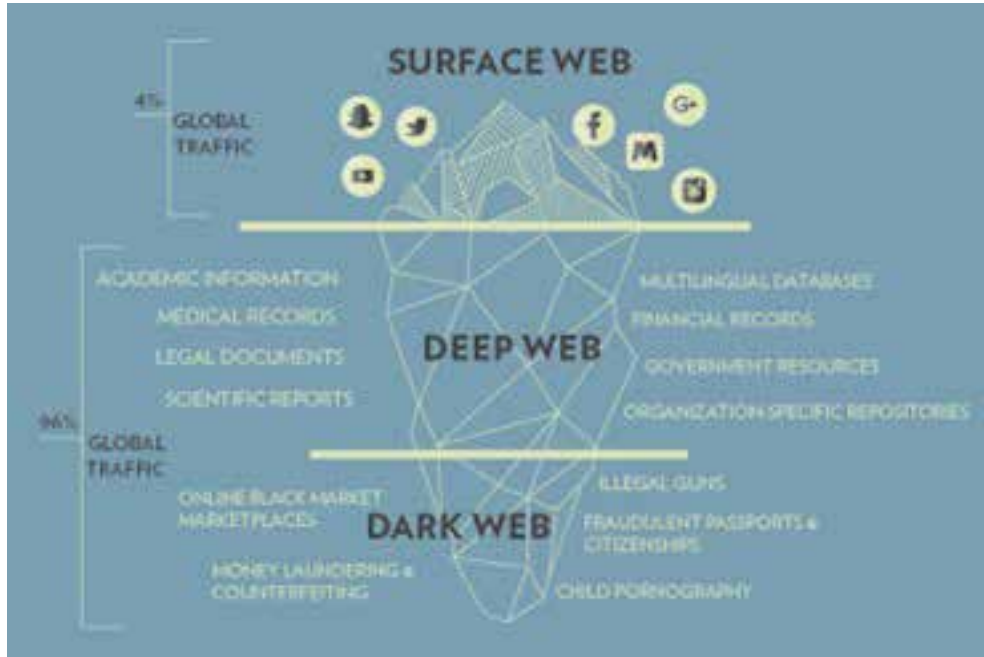 SURFACE WEB
4%
GLOBAL
TRAFFIC
f
G+
M
ACADEMIC INFORMATION
MEDICAL RECORDS
LEGAL DOCUMENTS
SCIENTIFIC REPORTS
DEEP WEB
MULTILINGUAL DATABASES
FINANCIAL RECORDS
GOVERNMENT RESOURCES
ORGANIZATION SPECIFIC REPOSITORIES
96%
GLOBAL
TRAFFIC
ONLINE BLACK MARKET
MARKETPLACES
MONEY LAUNDERING &
COUNTERFEITING
DARK WEB
ILLEGAL GUNS
FRAUDULENT PASSPORTS &
CITIZENSHIPS
CHILD PORNOGRAPHY